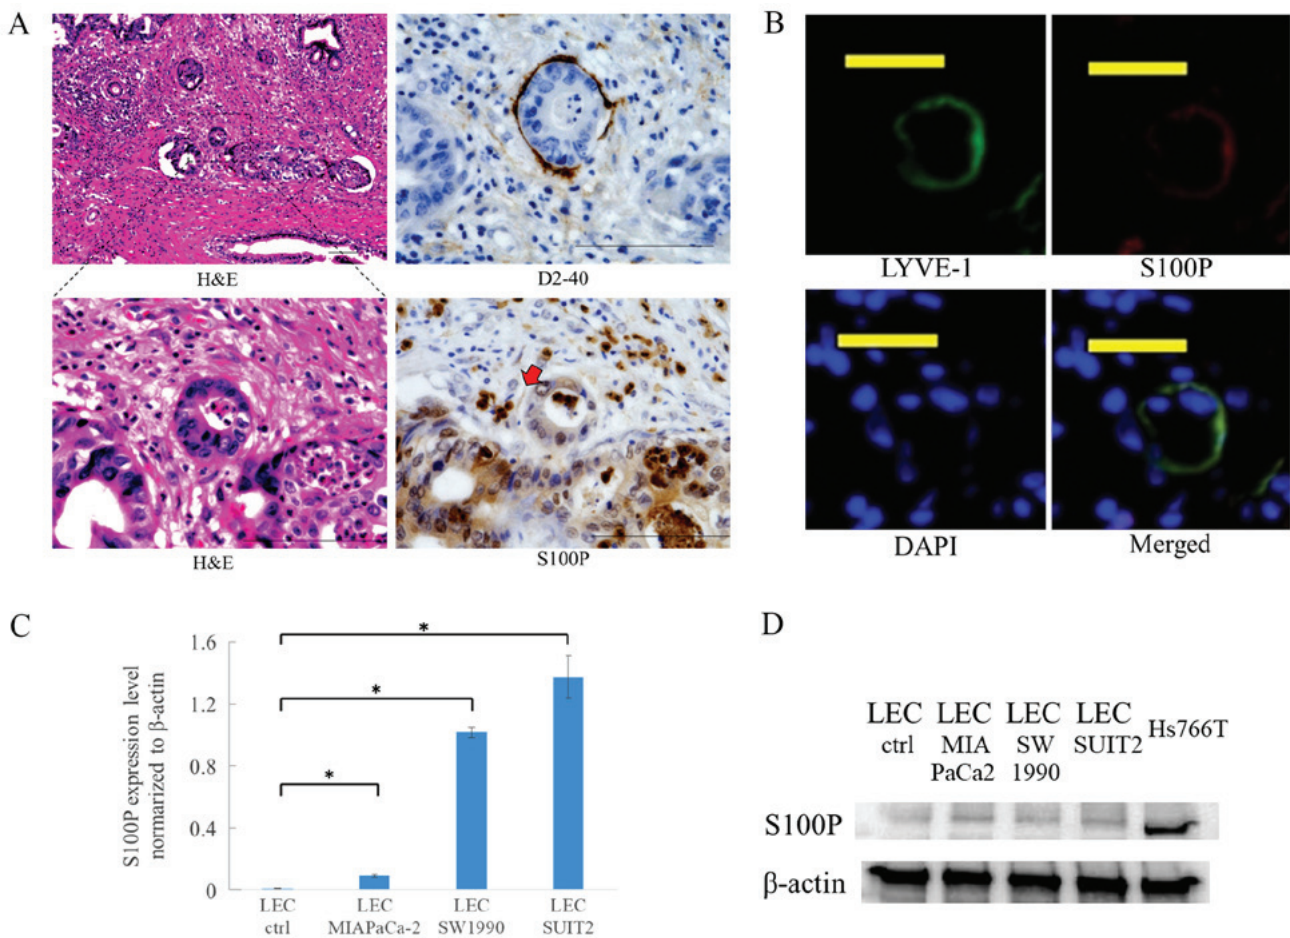 A
H&E
D2-40
H&E
S100P
B
LYVE-1
S100P
DAPI
Merged
C
S100P expression level
normarized to β-actin
1.6
1.2
0.8
0.4
0
*
*
*
LEC
ctrl
LEC
MIAPaCa-2
LEC
SW1990
LEC
SUIT2
D
LEC
ctrl
LEC
MIA
PaCa2
LEC
SW
1990
LEC
SUIT2
Hs766T
S100P
β-actin